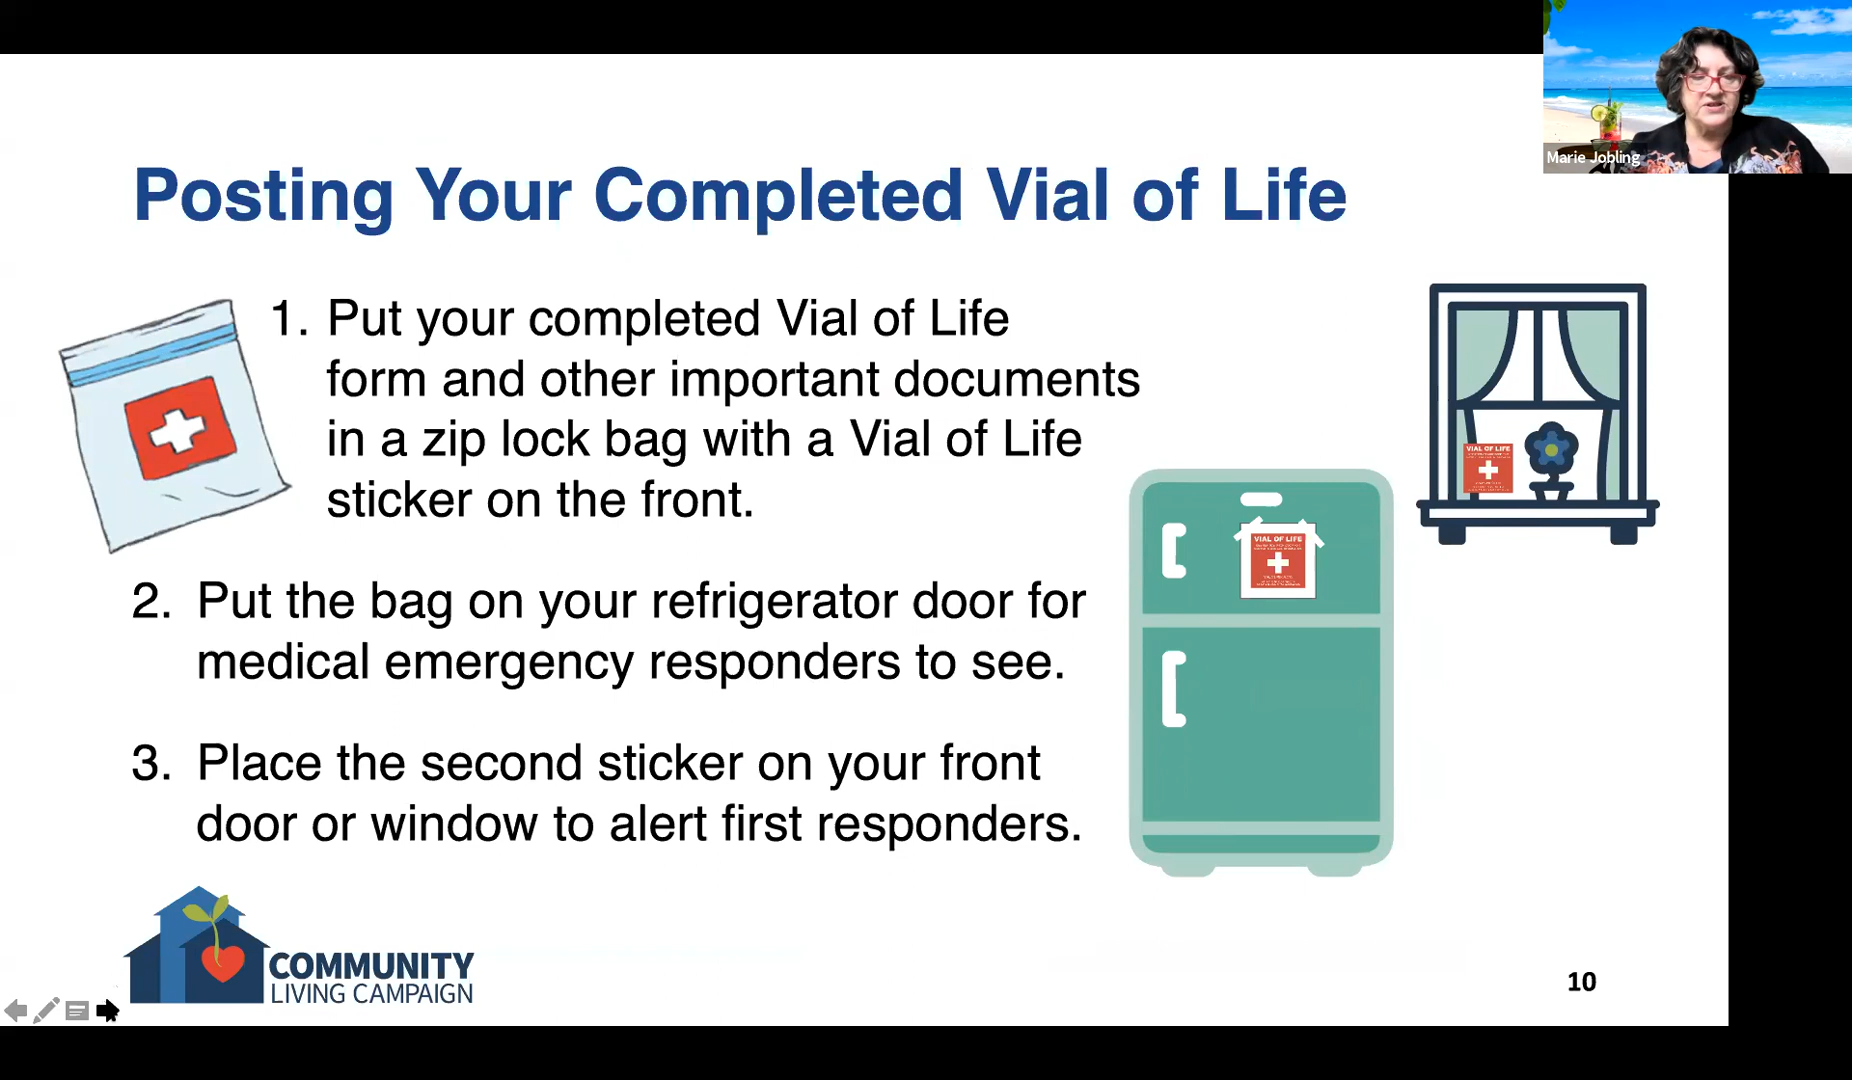 Marie Jobling
Posting Your Completed Vial of Life
1. Put your completed Vial of Life
form and other important documents
in a zip lock bag with a Vial of Life
sticker on the front.
VIAL OF LIFE
VIAL OF LIFE
2. Put the bag on your refrigerator door for
medical emergency responders to see.
3. Place the second sticker on your front
door or window to alert first responders.
COMMUNITY
LIVING CAMPAIGN
10